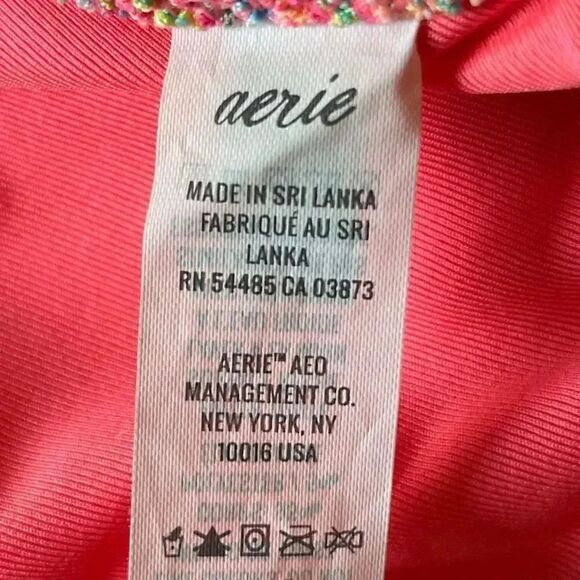 aerie
MADE IN SRI LANKA
FABRIQUÉ AU SRI
LANKA
RN 54485 CA 03873
AERIE™ AEO
MANAGEMENT CO.
NEW YORK, NY
10016 USA